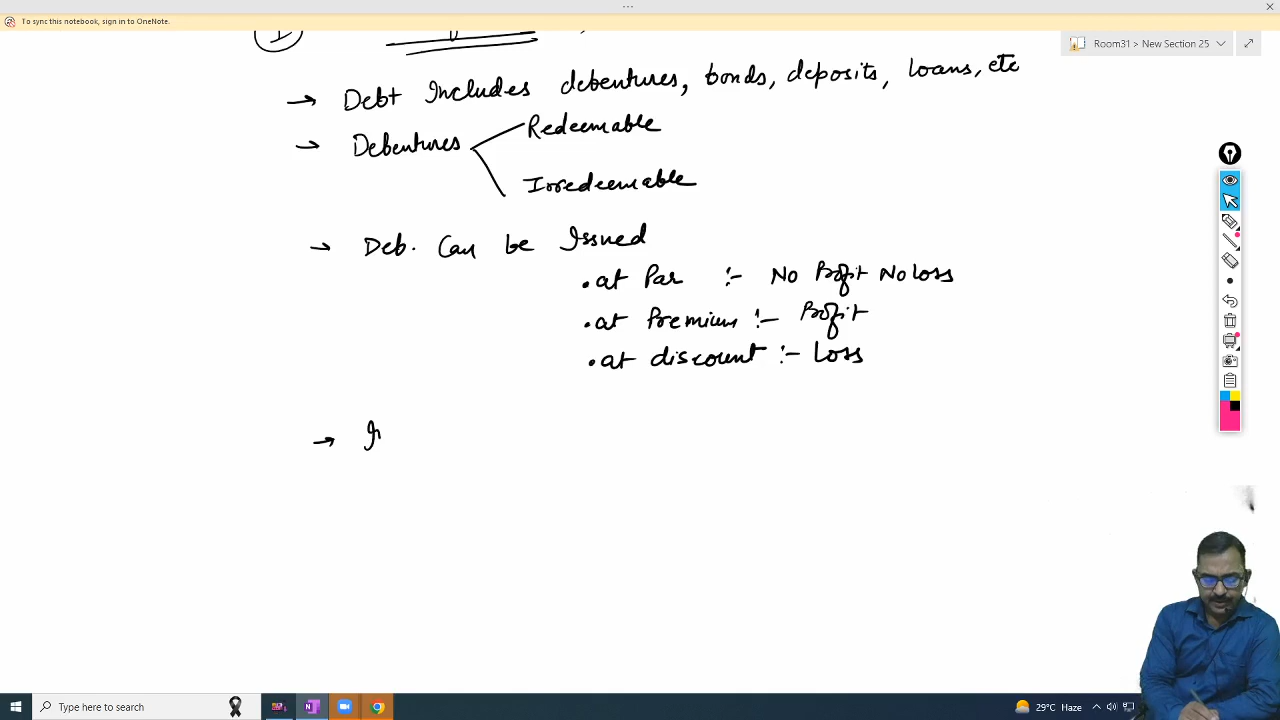 To sync this notebook, sign in to OneNote.
Room31 > New Section 25
→ Debt Includes debentures, bonds, deposits, loans, etc
→ Debentures
Redeemable
Irredeemable
→ Deb. Can be Issued
• at Par :- No Profit No Loss
• at Premium :- Profit
• at discount :- Loss
→ In
Type here to search
29°C Haze